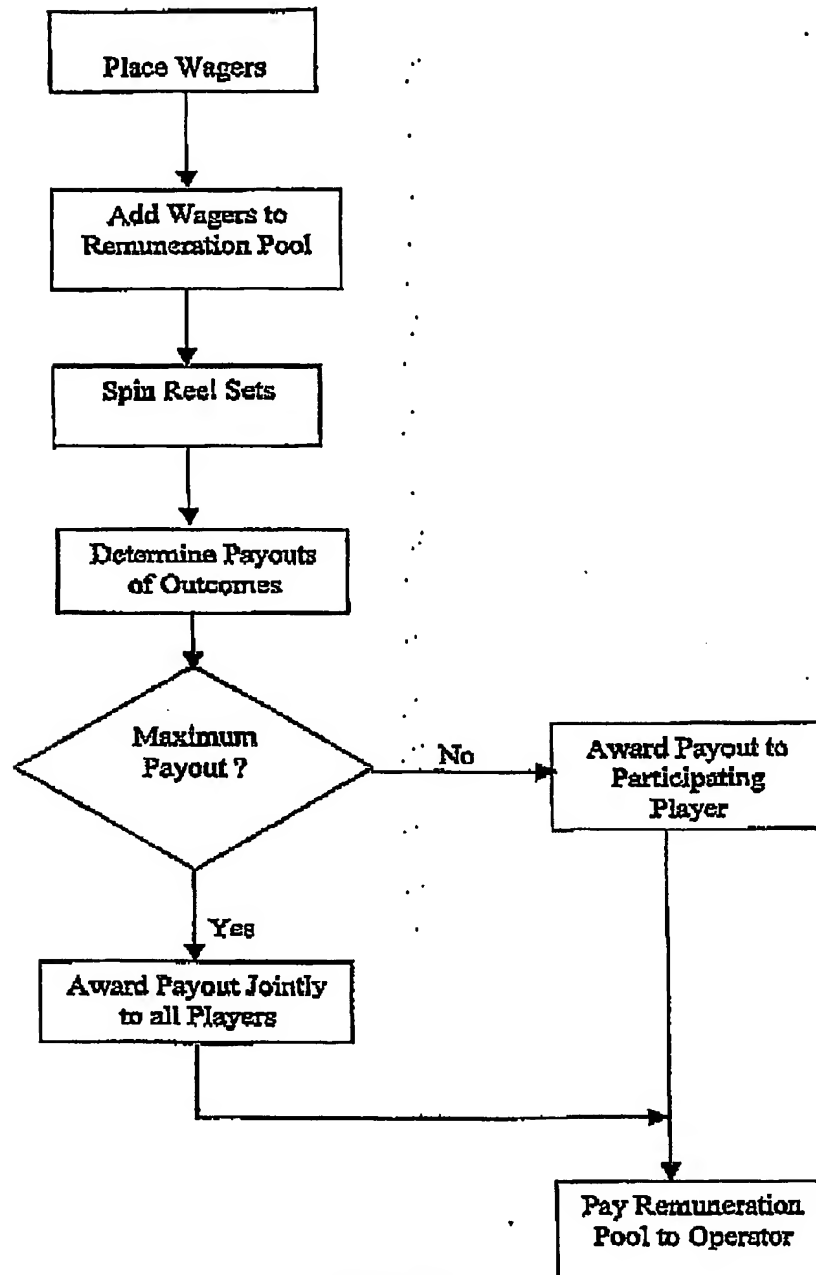 Place Wagers
Add Wagers to
Remuneration Pool
Spin Reel Sets
Determine Payouts
of Outcomes
Maximum
Payout ?
No
Award Payout to
Participating
Player
Yes
Award Payout Jointly
to all Players
Pay Remuneration
Pool to Operator